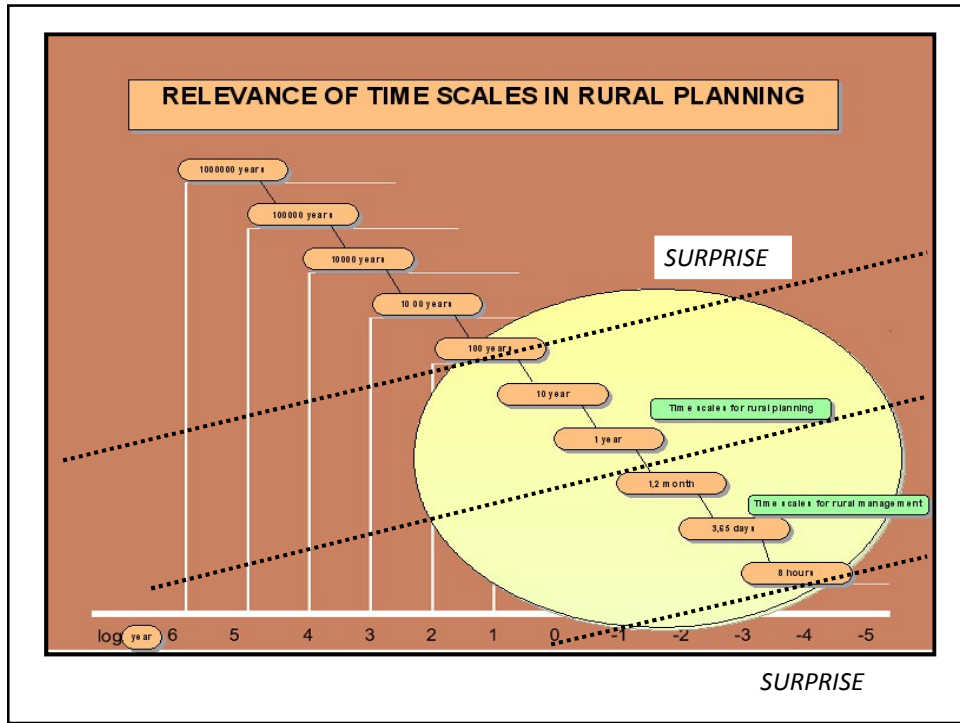 RELEVANCE OF TIME SCALES IN RURAL PLANNING
1000000 years
100000 years
10000 years
SURPRISE
10 00 years
100 years
10 year
Time scales for rural planning
1 year
1,2 month
Time scales for rural management
3,65 days
8 hours
log year 6 5 4 3 2 1 0 -1 -2 -3 -4 -5
SURPRISE